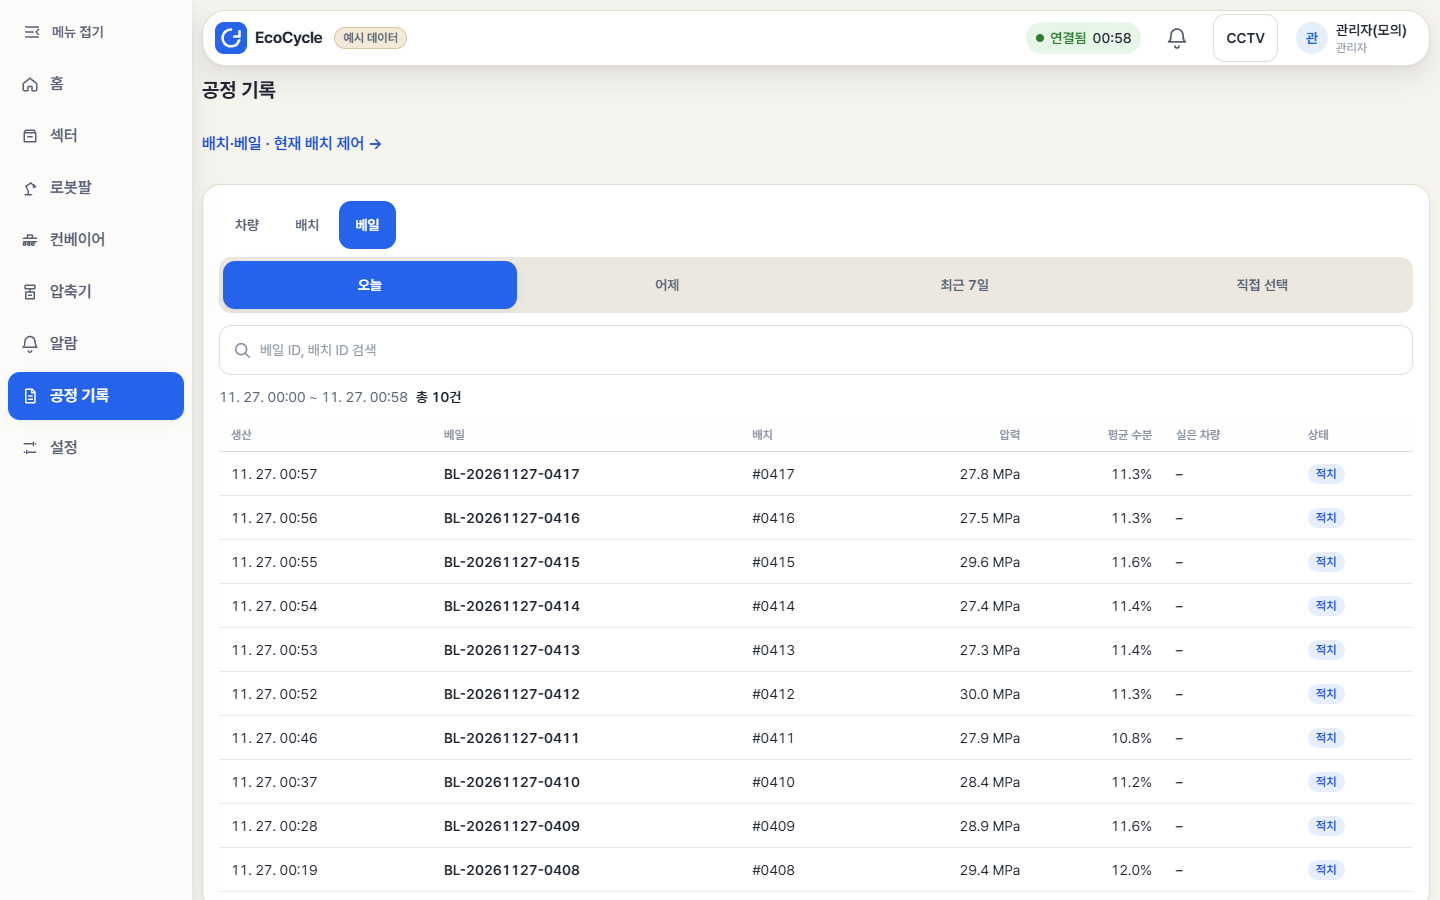 메뉴 접기
홈
섹터
로봇팔
컨베이어
압축기
알람
공정 기록
설정
EcoCycle 예시 데이터 연결됨 00:58 CCTV 관 관리자(모의)
관리자
공정 기록
배치·베일 · 현재 배치 제어 →
차량 배치 베일
오늘 어제 최근 7일 직접 선택
베일 ID, 배치 ID 검색
11. 27. 00:00 ~ 11. 27. 00:58 총 10건
생산 베일 배치 압력 평균 수분 실은 차량 상태
11. 27. 00:57 BL-20261127-0417 #0417 27.8 MPa 11.3% – 적치
11. 27. 00:56 BL-20261127-0416 #0416 27.5 MPa 11.3% – 적치
11. 27. 00:55 BL-20261127-0415 #0415 29.6 MPa 11.6% – 적치
11. 27. 00:54 BL-20261127-0414 #0414 27.4 MPa 11.4% – 적치
11. 27. 00:53 BL-20261127-0413 #0413 27.3 MPa 11.4% – 적치
11. 27. 00:52 BL-20261127-0412 #0412 30.0 MPa 11.3% – 적치
11. 27. 00:46 BL-20261127-0411 #0411 27.9 MPa 10.8% – 적치
11. 27. 00:37 BL-20261127-0410 #0410 28.4 MPa 11.2% – 적치
11. 27. 00:28 BL-20261127-0409 #0409 28.9 MPa 11.6% – 적치
11. 27. 00:19 BL-20261127-0408 #0408 29.4 MPa 12.0% – 적치